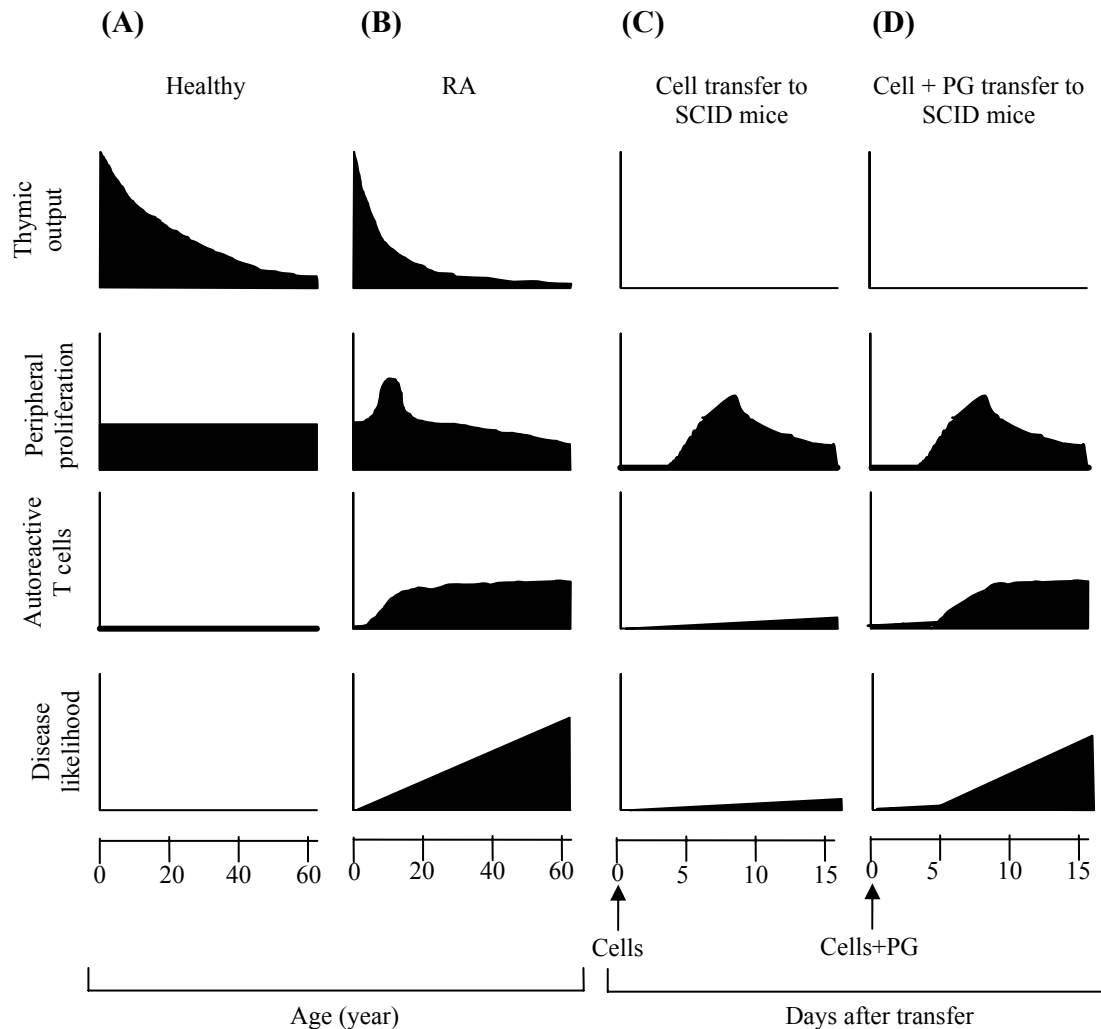 (A) (B) (C) (D)
Healthy RA Cell transfer to SCID mice Cell + PG transfer to SCID mice
Thymic output
Peripheral proliferation
Autoreactive T cells
Disease likelihood
0 20 40 60 0 20 40 60 0 5 10 15 0 5 10 15
Cells Cells+PG
Age (year) Days after transfer